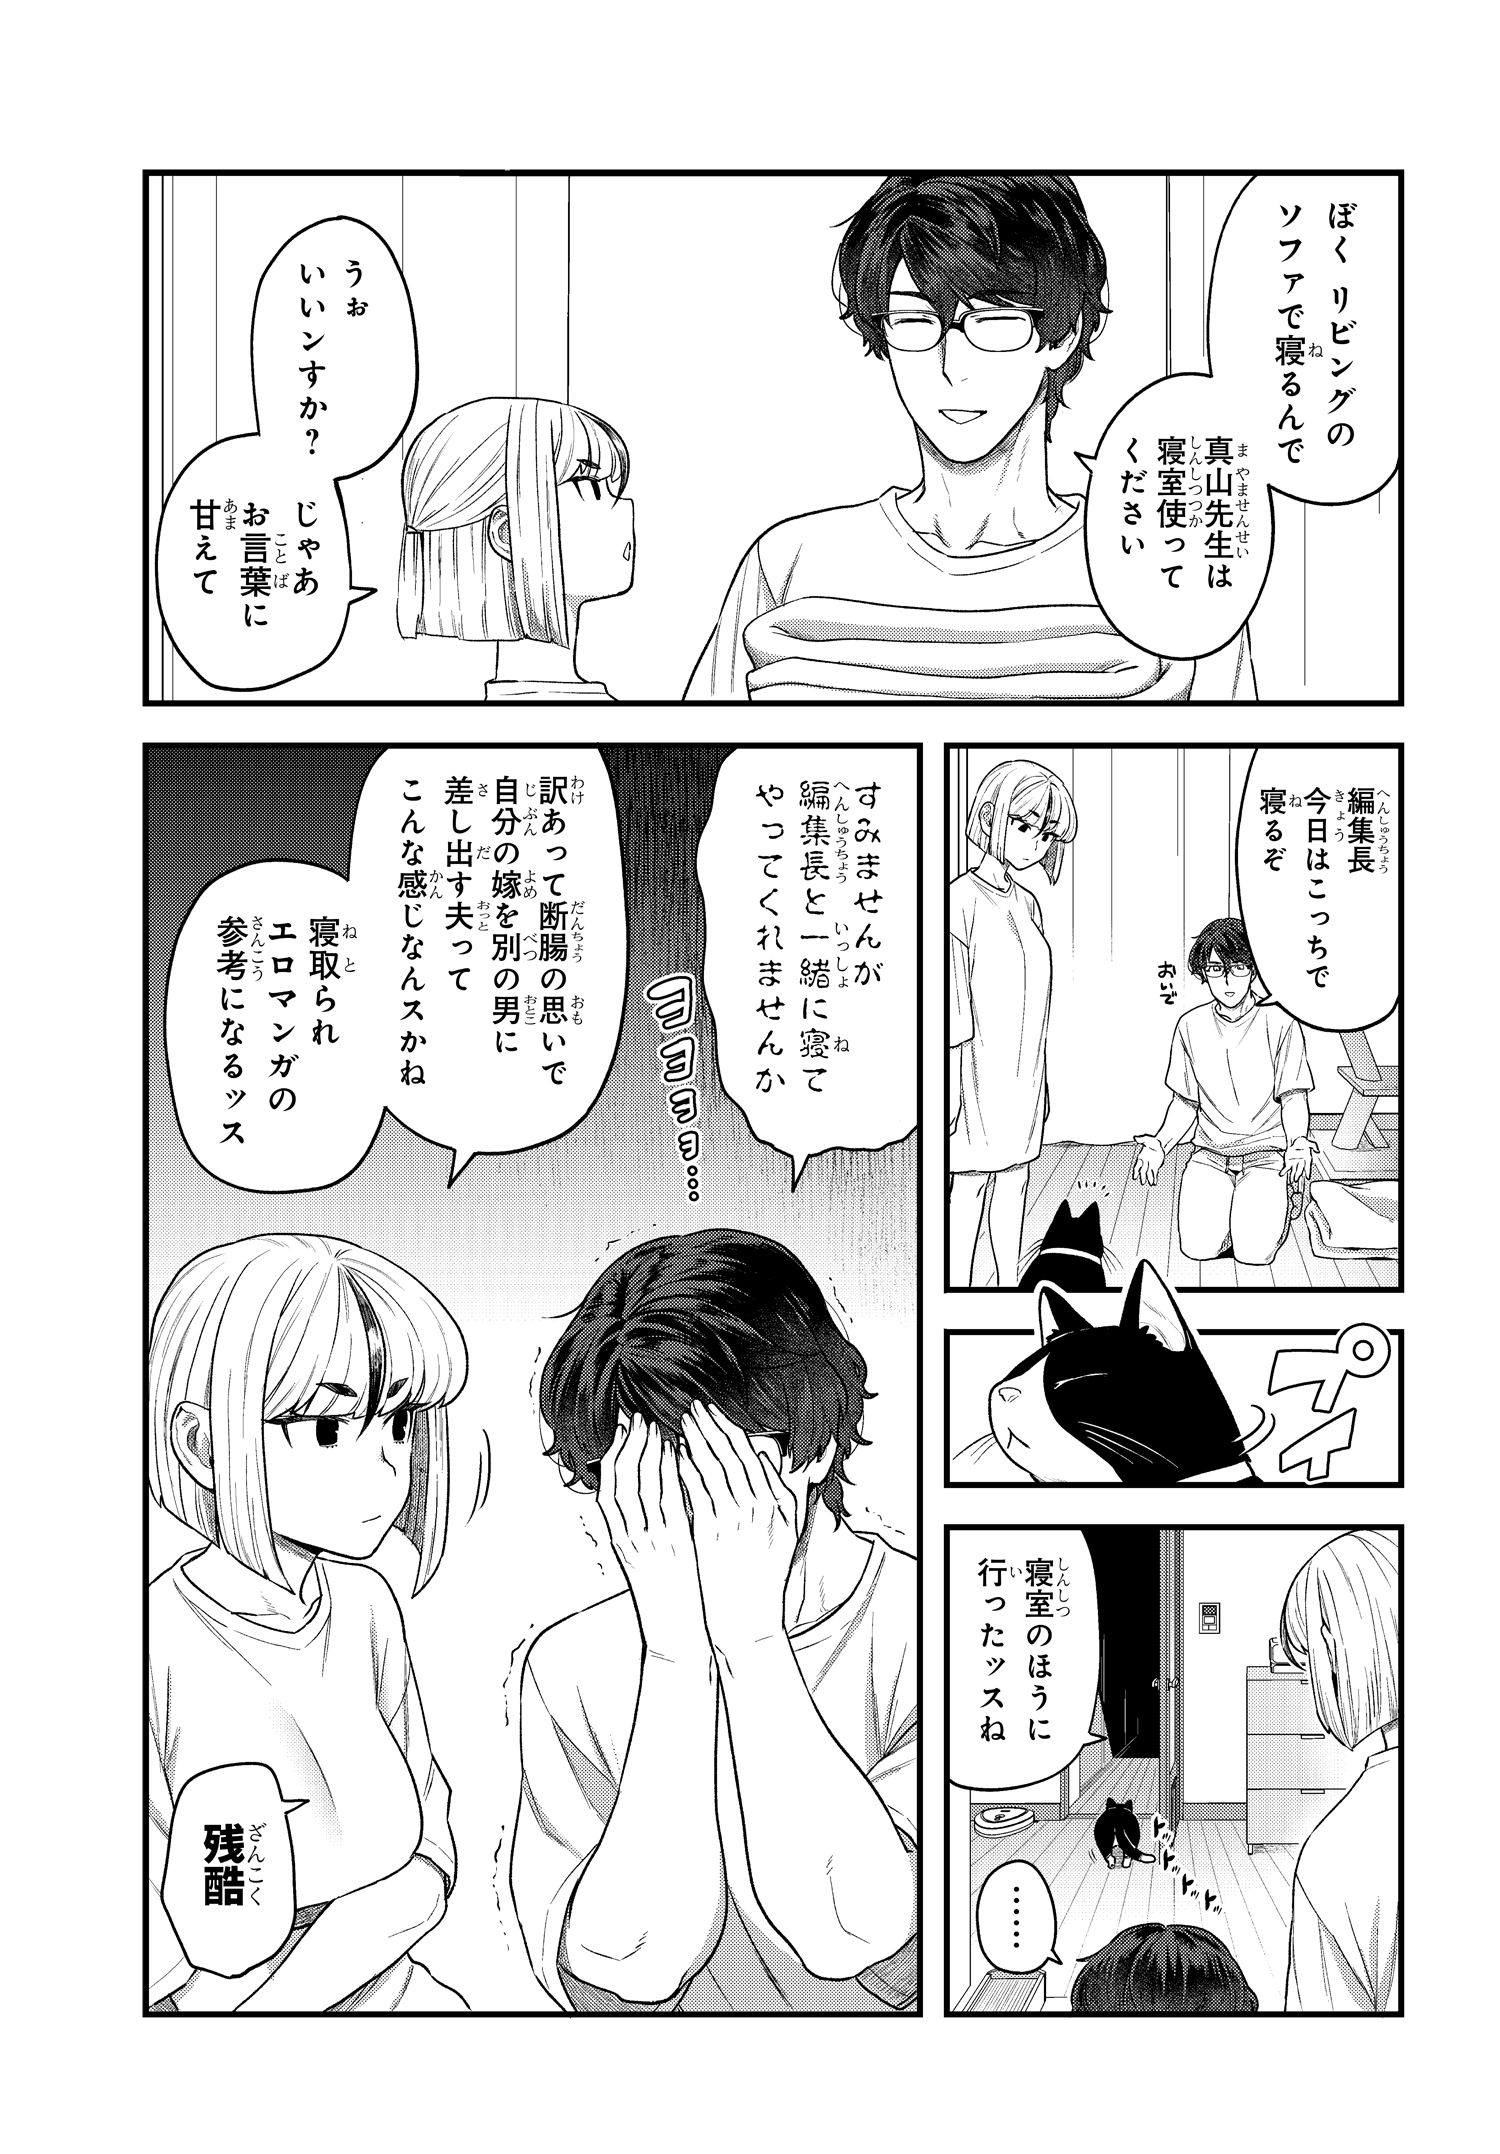 ぼく リビングの
ソファで寝るんで
真山先生は
寝室使って
ください
うぉ
いいンすか？
じゃあ
お言葉に
甘えて
編集長
今日はこっちで
寝るぞ
おいで
プイ
寝室のほうに
行ったッスね
トトトト
……
すみませんが
編集長と一緒に寝て
やってくれませんか
ヨヨヨョ…
訳あって断腸の思いで
自分の嫁を別の男に
差し出す夫って
こんな感じなんスかね
寝取られ
エロマンガの
参考になるッス
残酷